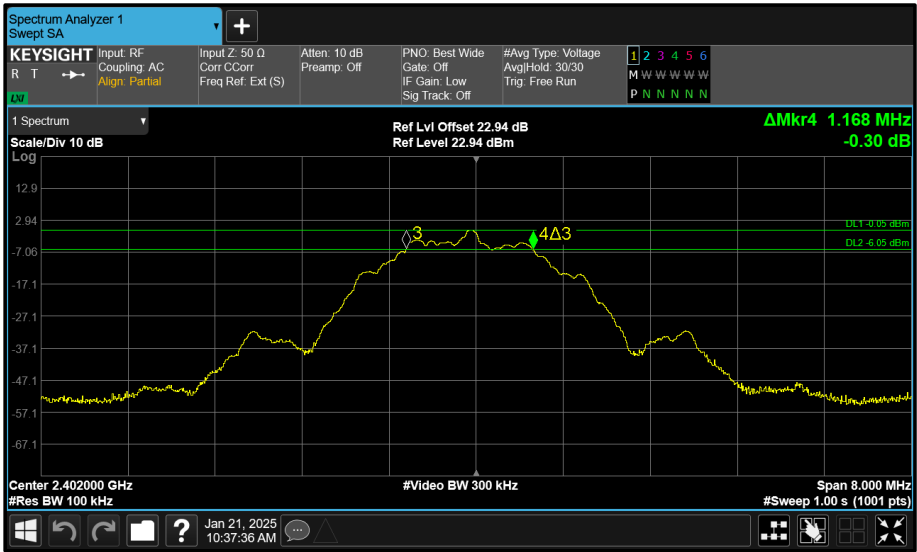 Spectrum Analyzer 1
Swept SA
+
KEYSIGHT
R T
LXI
Input: RF
Coupling: AC
Align: Partial
Input Z: 50 Ω
Corr CCorr
Freq Ref: Ext (S)
Atten: 10 dB
Preamp: Off
PNO: Best Wide
Gate: Off
IF Gain: Low
Sig Track: Off
#Avg Type: Voltage
Avg|Hold: 30/30
Trig: Free Run
1 2 3 4 5 6
M W W W W W
P N N N N N
1 Spectrum
Scale/Div 10 dB
Ref Lvl Offset 22.94 dB
Ref Level 22.94 dBm
ΔMkr4 1.168 MHz
-0.30 dB
Log
12.9
2.94
-7.06
-17.1
-27.1
-37.1
-47.1
-57.1
-67.1
3
4Δ3
DL1 -0.05 dBm
DL2 -6.05 dBm
Center 2.402000 GHz
#Video BW 300 kHz
Span 8.000 MHz
#Res BW 100 kHz
#Sweep 1.00 s (1001 pts)
?
Jan 21, 2025
10:37:36 AM